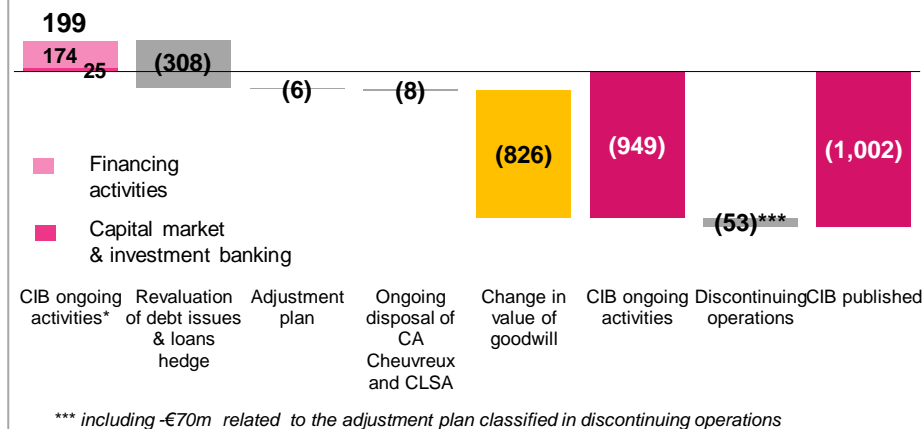 199
174
25
(308)
(6)
(8)
(826)
(949)
(53)***
(1,002)
Financing
activities
Capital market
& investment banking
CIB ongoing
activities*
Revaluation
of debt issues
& loans
hedge
Adjustment
plan
Ongoing
disposal of
CA
Cheuvreux
and CLSA
Change in
value of
goodwill
CIB ongoing
activities
Discontinuing
operations
CIB published
*** including -€70m related to the adjustment plan classified in discontinuing operations